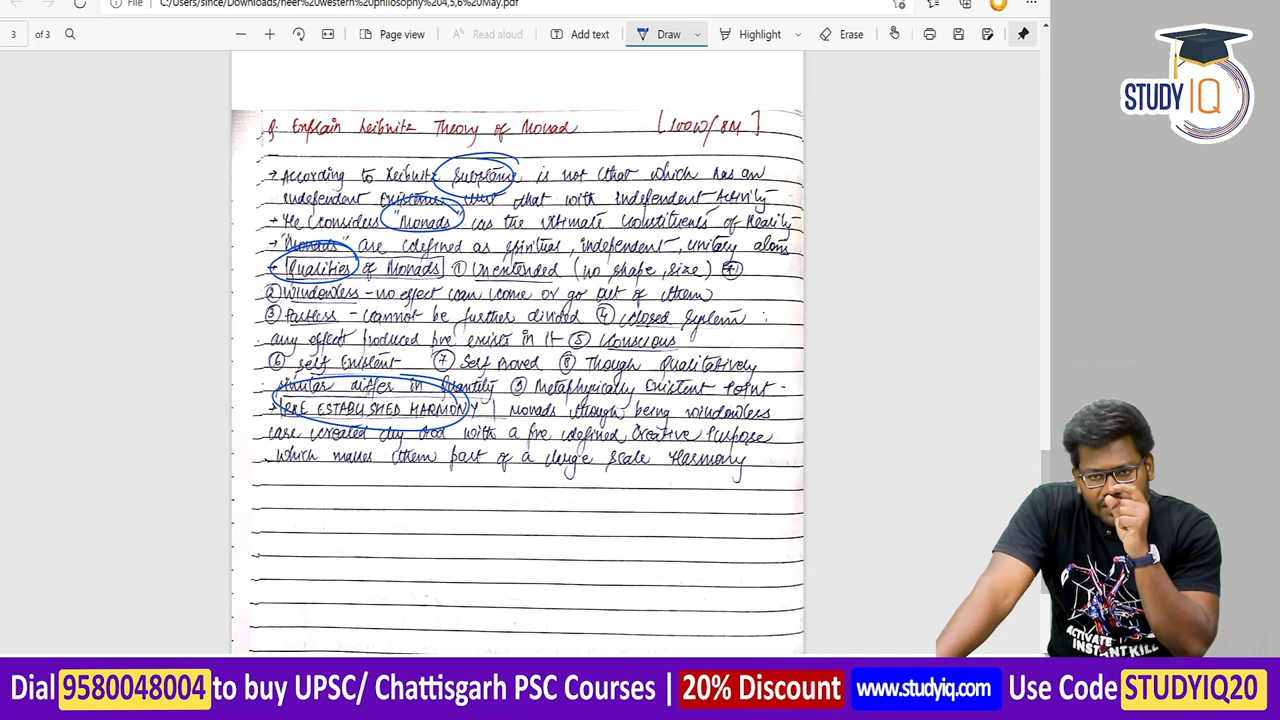 File | C:/Users/since/Downloads/neer%20western%20philosophy%204,5,6%20May.pdf
3 of 3 Page view Read aloud Add text Draw Highlight Erase
STUDY IQ
Q. Explain Leibnitz Theory of Monad [100W/8M]
→ According to Leibnitz Substance is not that which has an
independent existence but that with independent Activity
→ He considers "Monads" as the ultimate constituents of Reality
→ "Monads" are defined as spiritual, independent, unitary atoms
→ Qualities of Monads ① Unextended (no shape, size)
② Windowless – no effect can come or go out of them
③ Partless – cannot be further divided ④ Closed System :
any effect produced pre exists in it ⑤ Conscious
⑥ Self Existent ⑦ Self Proved ⑧ Though Qualitatively
similar differ in Quantity ⑨ Metaphysically Existent Point -
→ PRE ESTABLISHED HARMONY | Monads though being windowless
are created by God with a pre defined Creative Purpose
which makes them part of a large scale Harmony
ACTIVATE
INSTANT KILL
Dial 9580048004 to buy UPSC/ Chattisgarh PSC Courses | 20% Discount www.studyiq.com Use Code STUDYIQ20